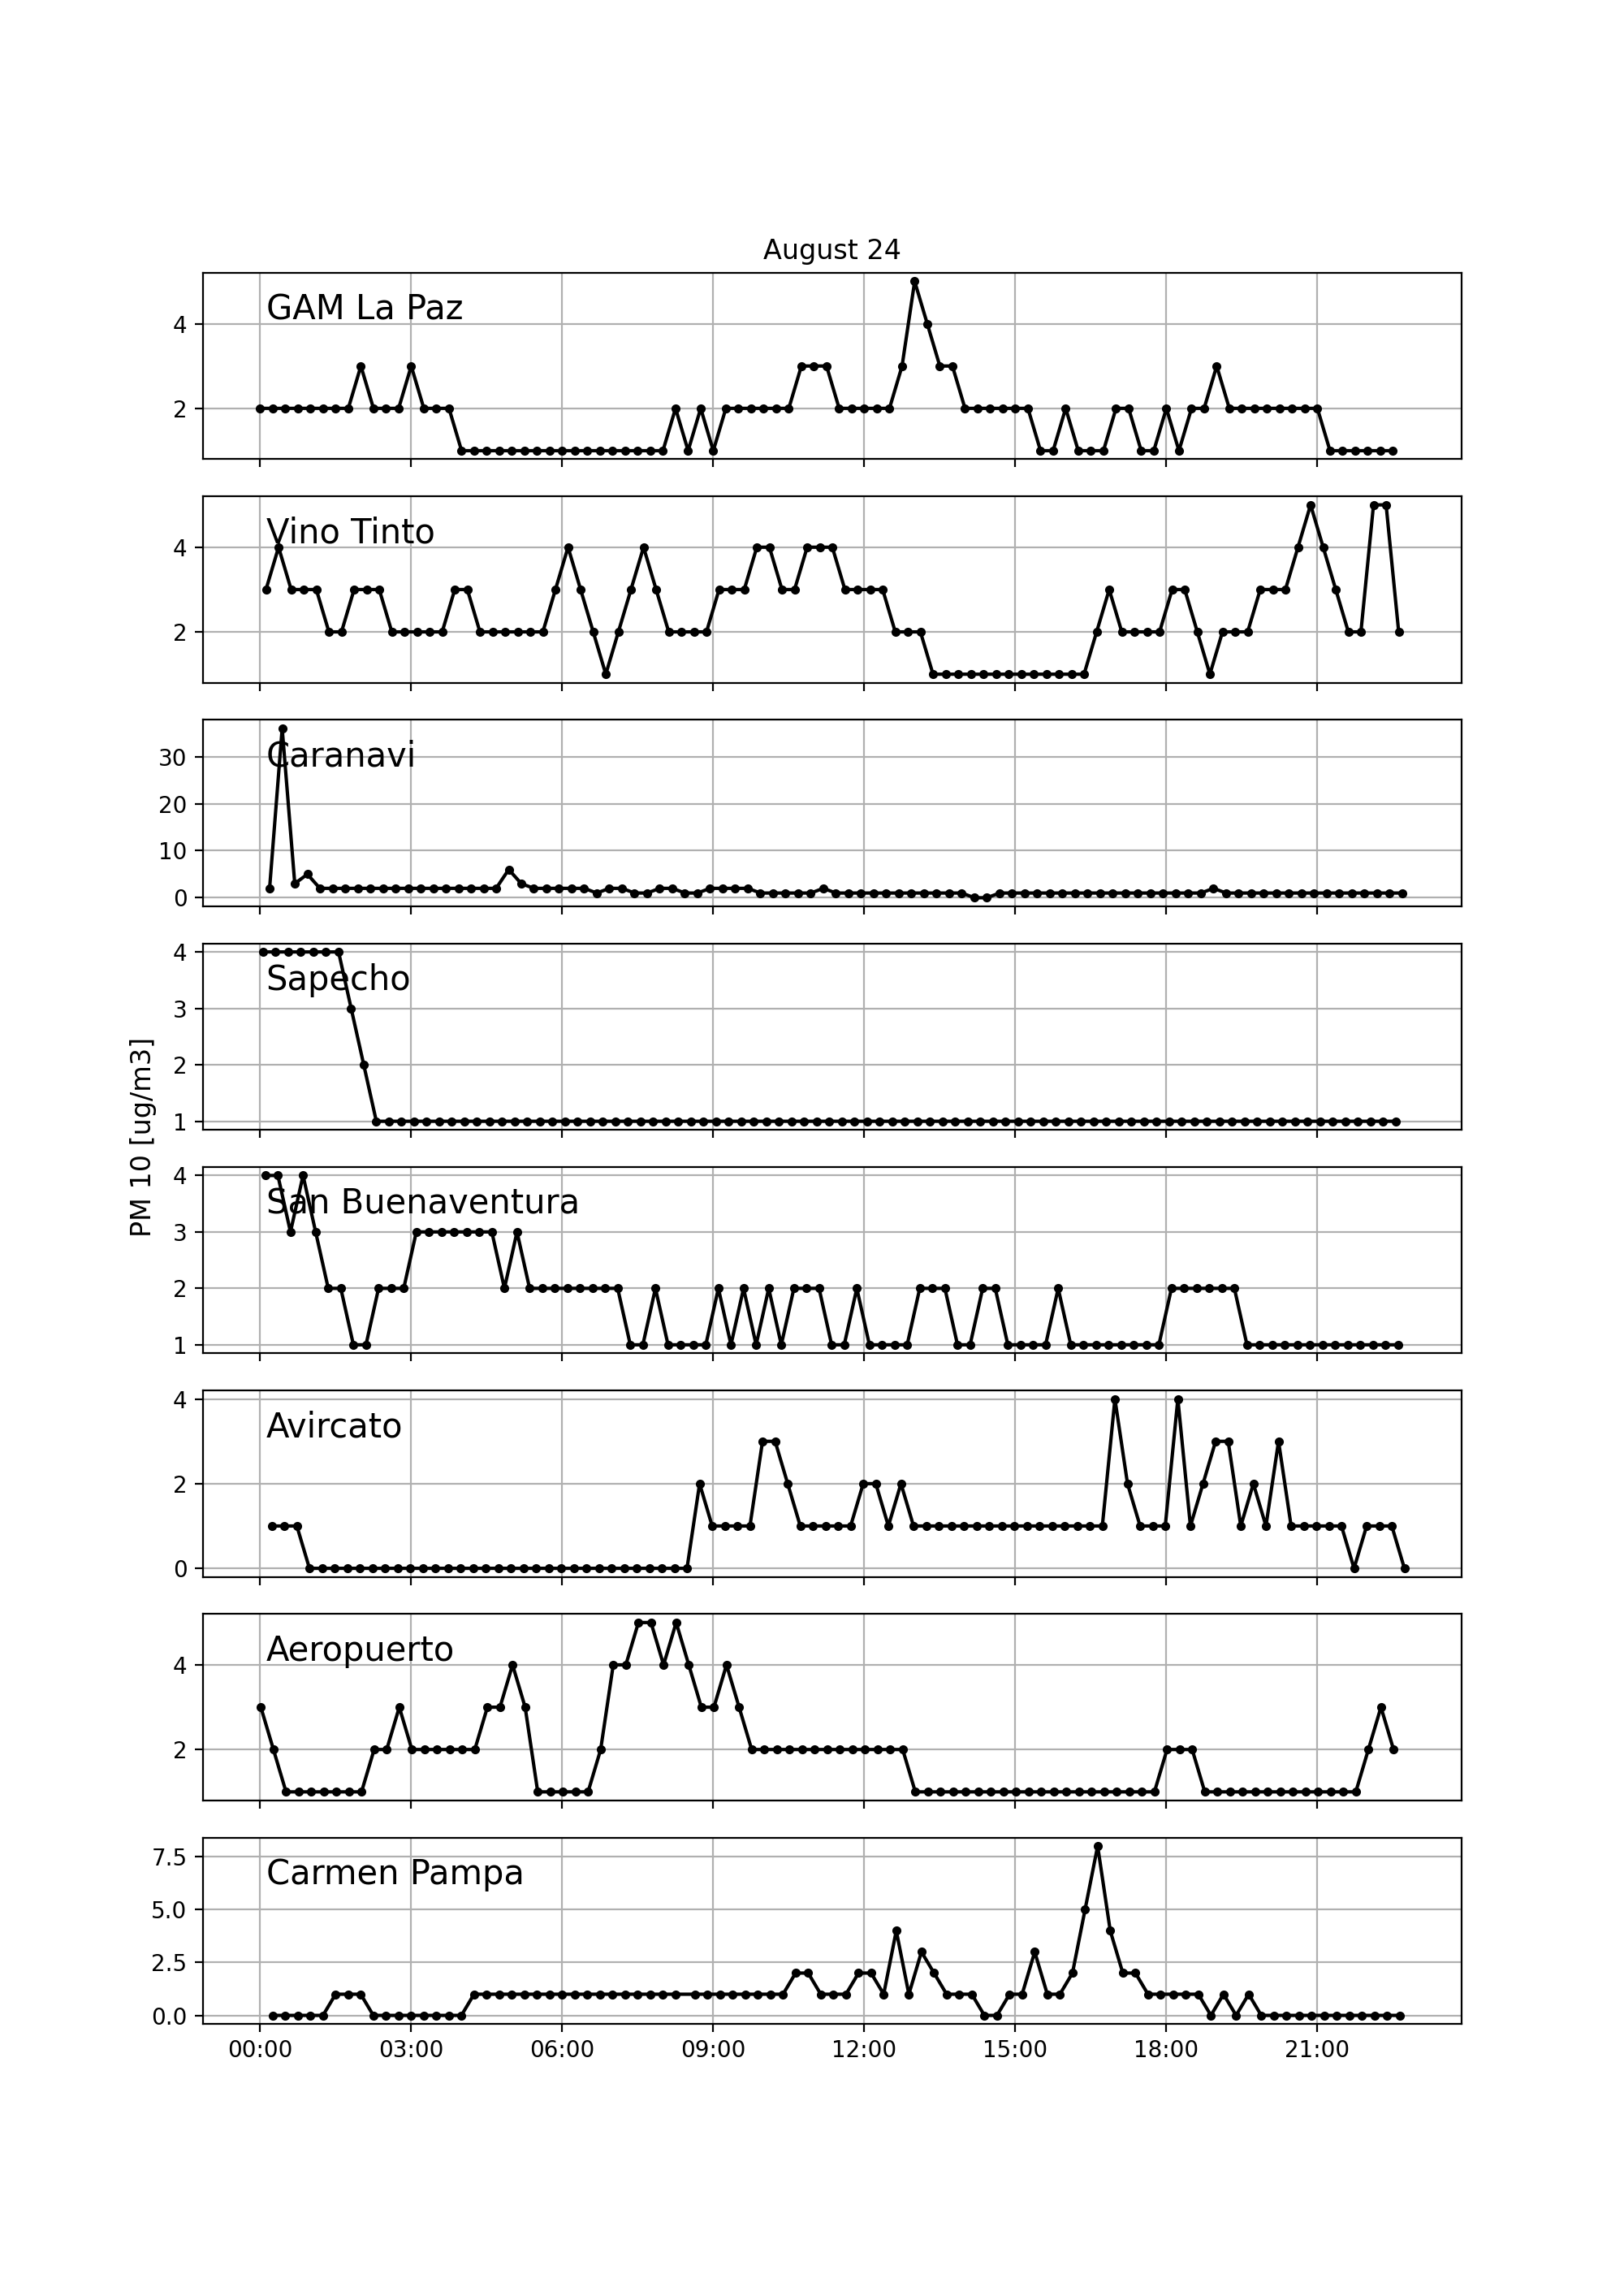 August 24
GAM La Paz
4
2
Vino Tinto
4
2
Caranavi
30
20
10
0
Sapecho
4
3
2
1
PM 10 [ug/m3]
San Buenaventura
4
3
2
1
Avircato
4
2
0
Aeropuerto
4
2
Carmen Pampa
7.5
5.0
2.5
0.0
00:00 03:00 06:00 09:00 12:00 15:00 18:00 21:00